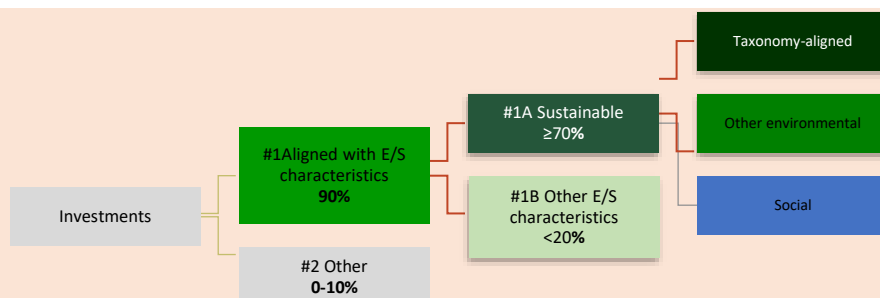 Investments
#1Aligned with E/S
characteristics
90%
#2 Other
0-10%
#1A Sustainable
≥70%
#1B Other E/S
characteristics
<20%
Taxonomy-aligned
Other environmental
Social